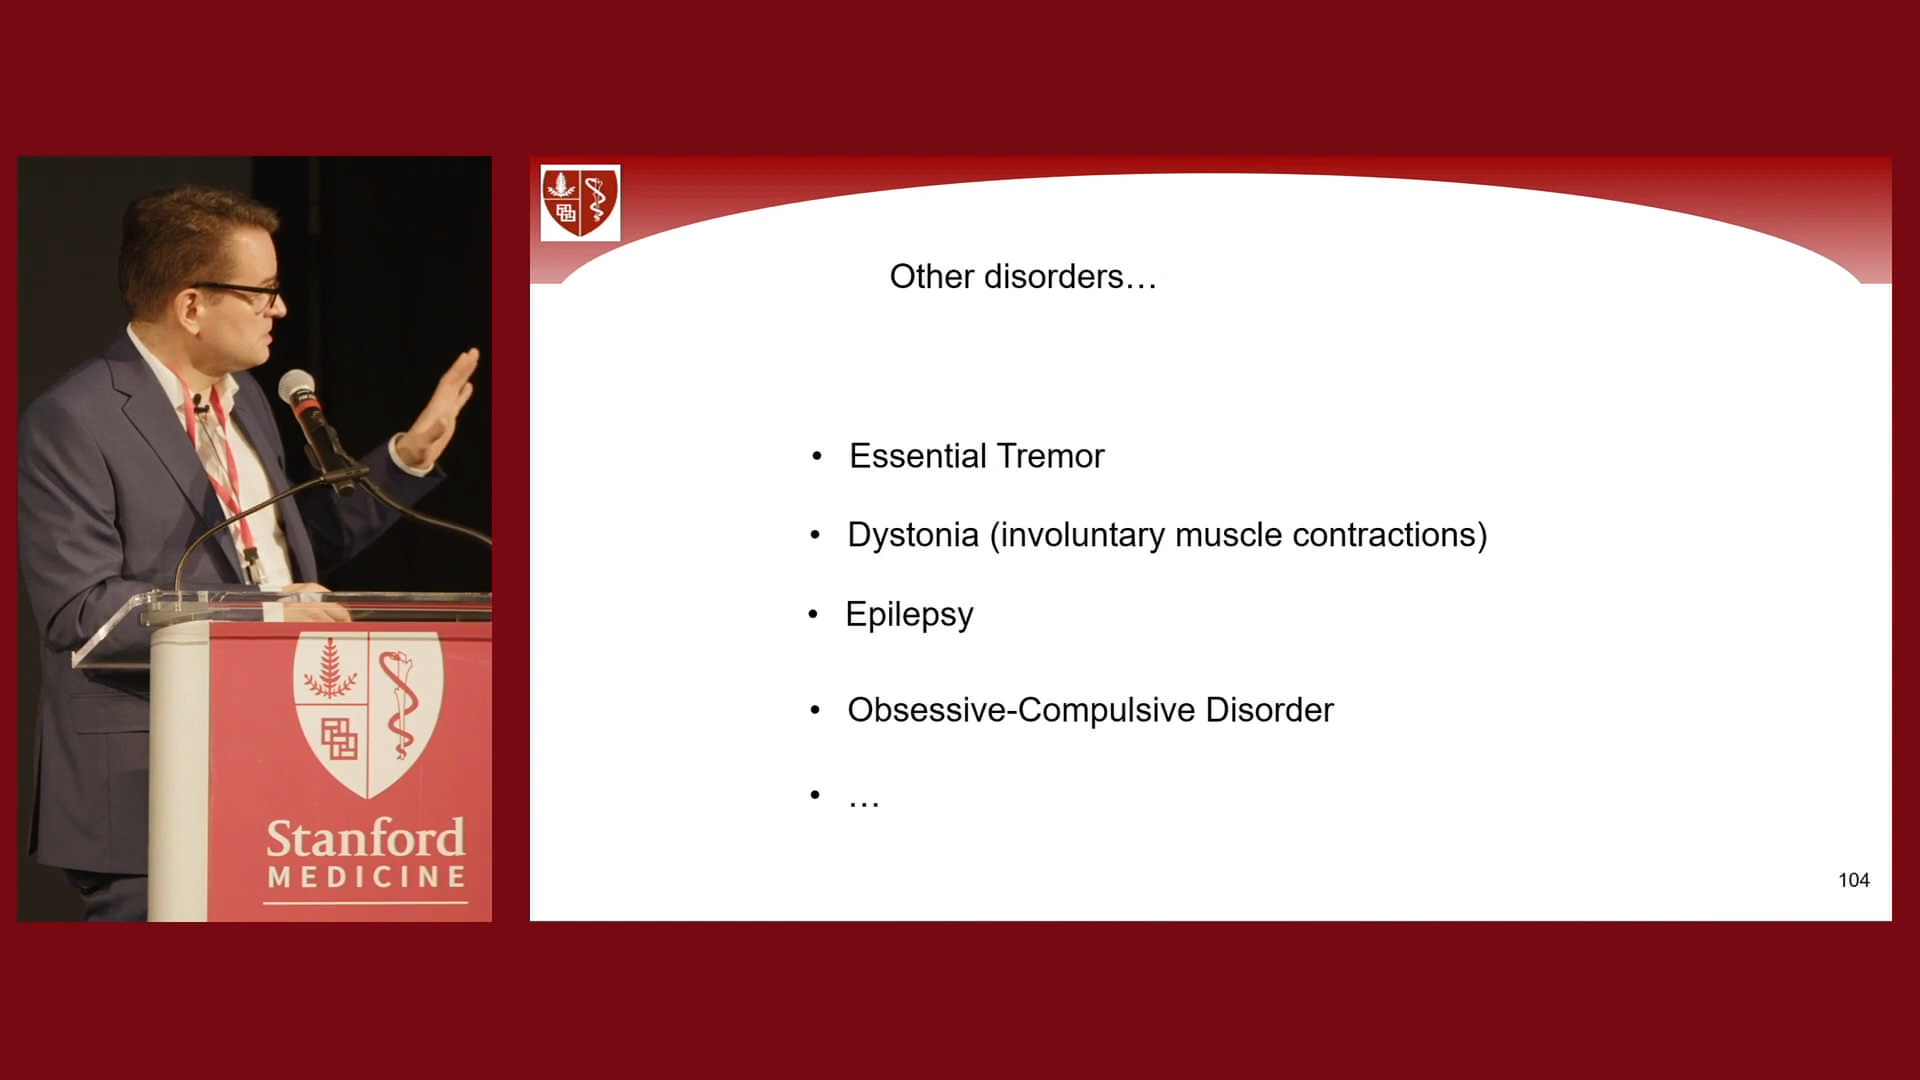 Other disorders…
• Essential Tremor
• Dystonia (involuntary muscle contractions)
• Epilepsy
• Obsessive-Compulsive Disorder
• …
104
Stanford
MEDICINE